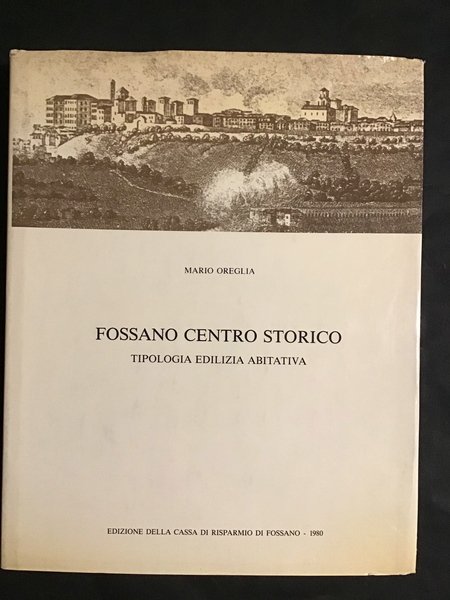 MARIO OREGLIA
FOSSANO CENTRO STORICO
TIPOLOGIA EDILIZIA ABITATIVA
EDIZIONE DELLA CASSA DI RISPARMIO DI FOSSANO - 1980